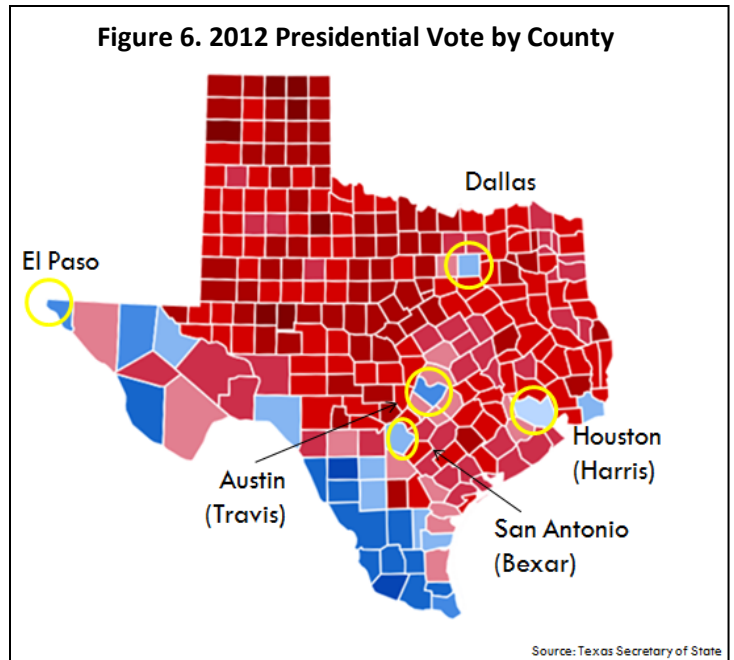 Figure 6. 2012 Presidential Vote by County
Dallas
El Paso
Houston
(Harris)
Austin
(Travis)
San Antonio
(Bexar)
Source: Texas Secretary of State